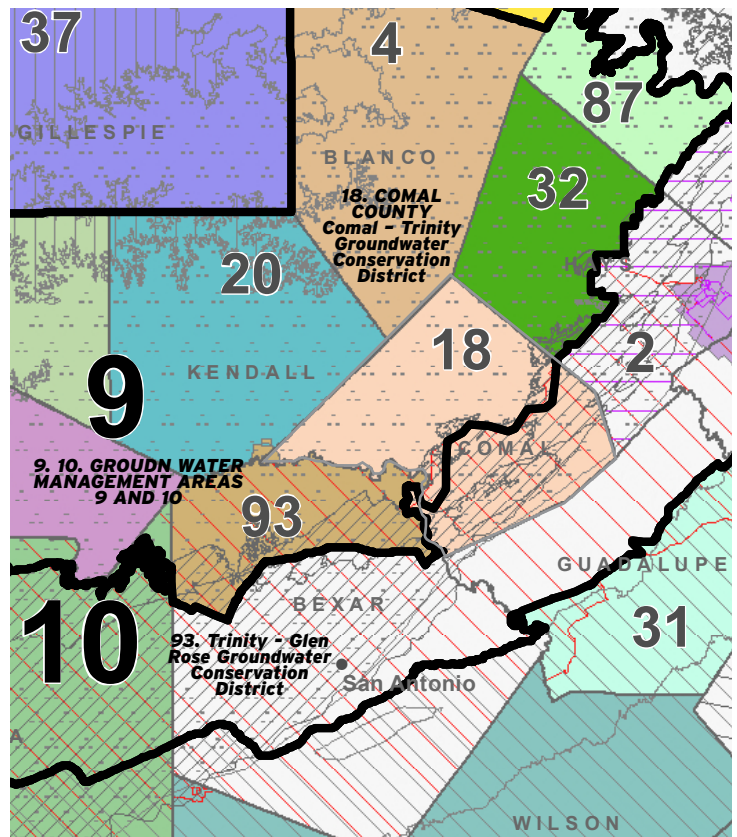 37
4
87
GILLESPIE
BLANCO
18. COMAL
COUNTY
Comal - Trinity
Groundwater
Conservation
District
32
HAYS
20
KENDALL
18
2
9
COMAL
9. 10. GROUDN WATER
MANAGEMENT AREAS
9 AND 10
93
GUADALUPE
BEXAR
10
31
93. Trinity - Glen
Rose Groundwater
Conservation
District
San Antonio
A
WILSON